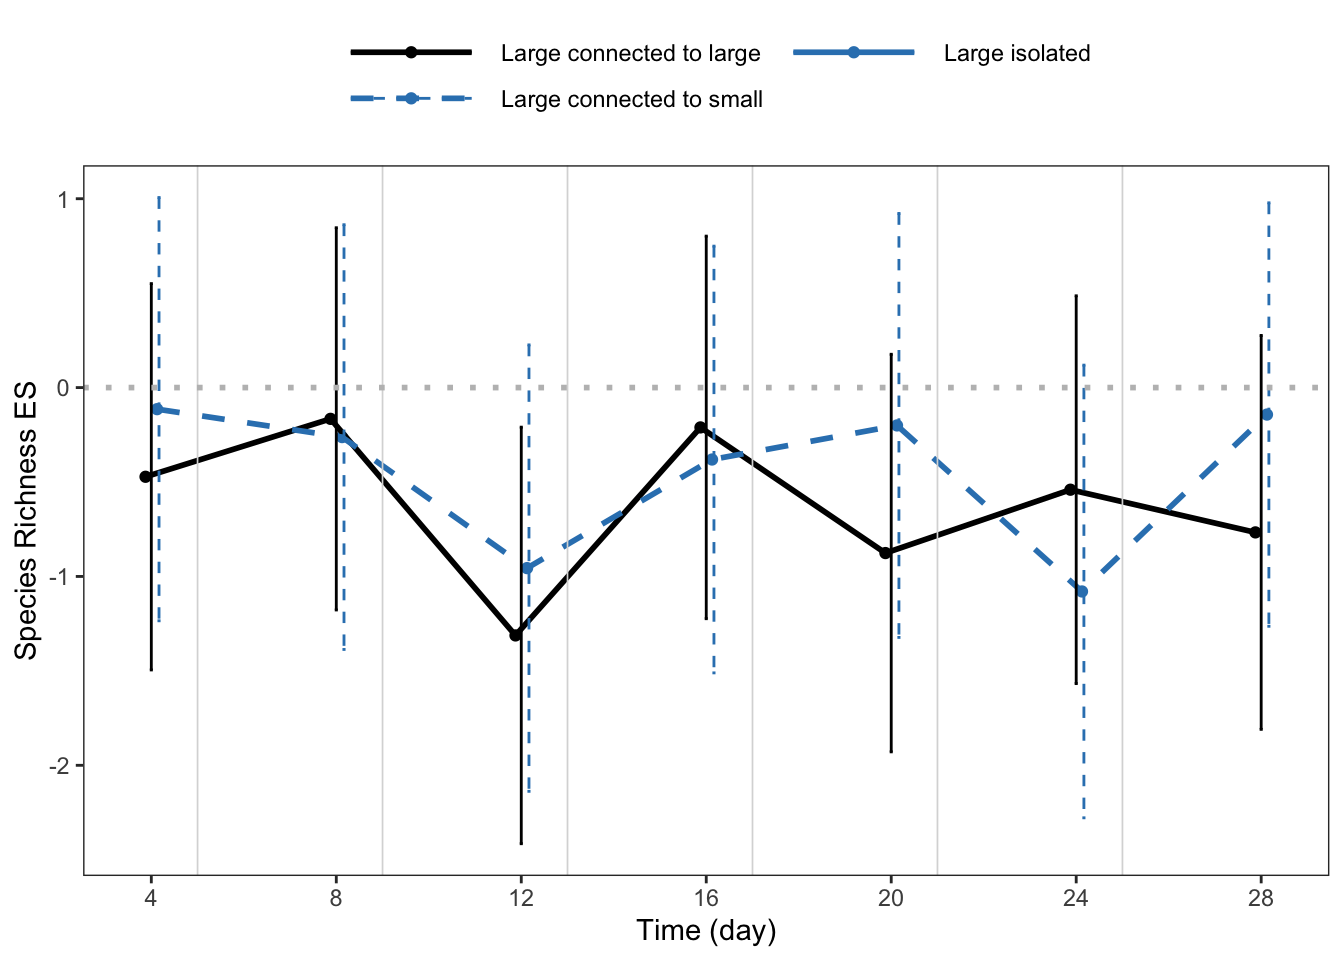 Large connected to large
Large isolated
Large connected to small
Species Richness ES
1
0
-1
-2
4 8 12 16 20 24 28
Time (day)